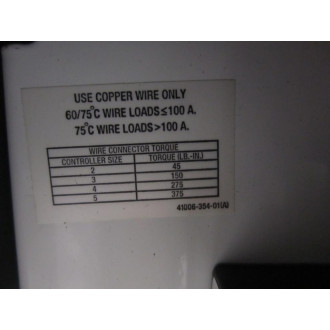 USE COPPER WIRE ONLY
60/75°C WIRE LOADS≤100 A.
75°C WIRE LOADS>100 A.
WIRE CONNECTOR TORQUE
CONTROLLER SIZE TORQUE (LB.-IN.)
2 45
3 150
4 275
5 375
41006-304-01